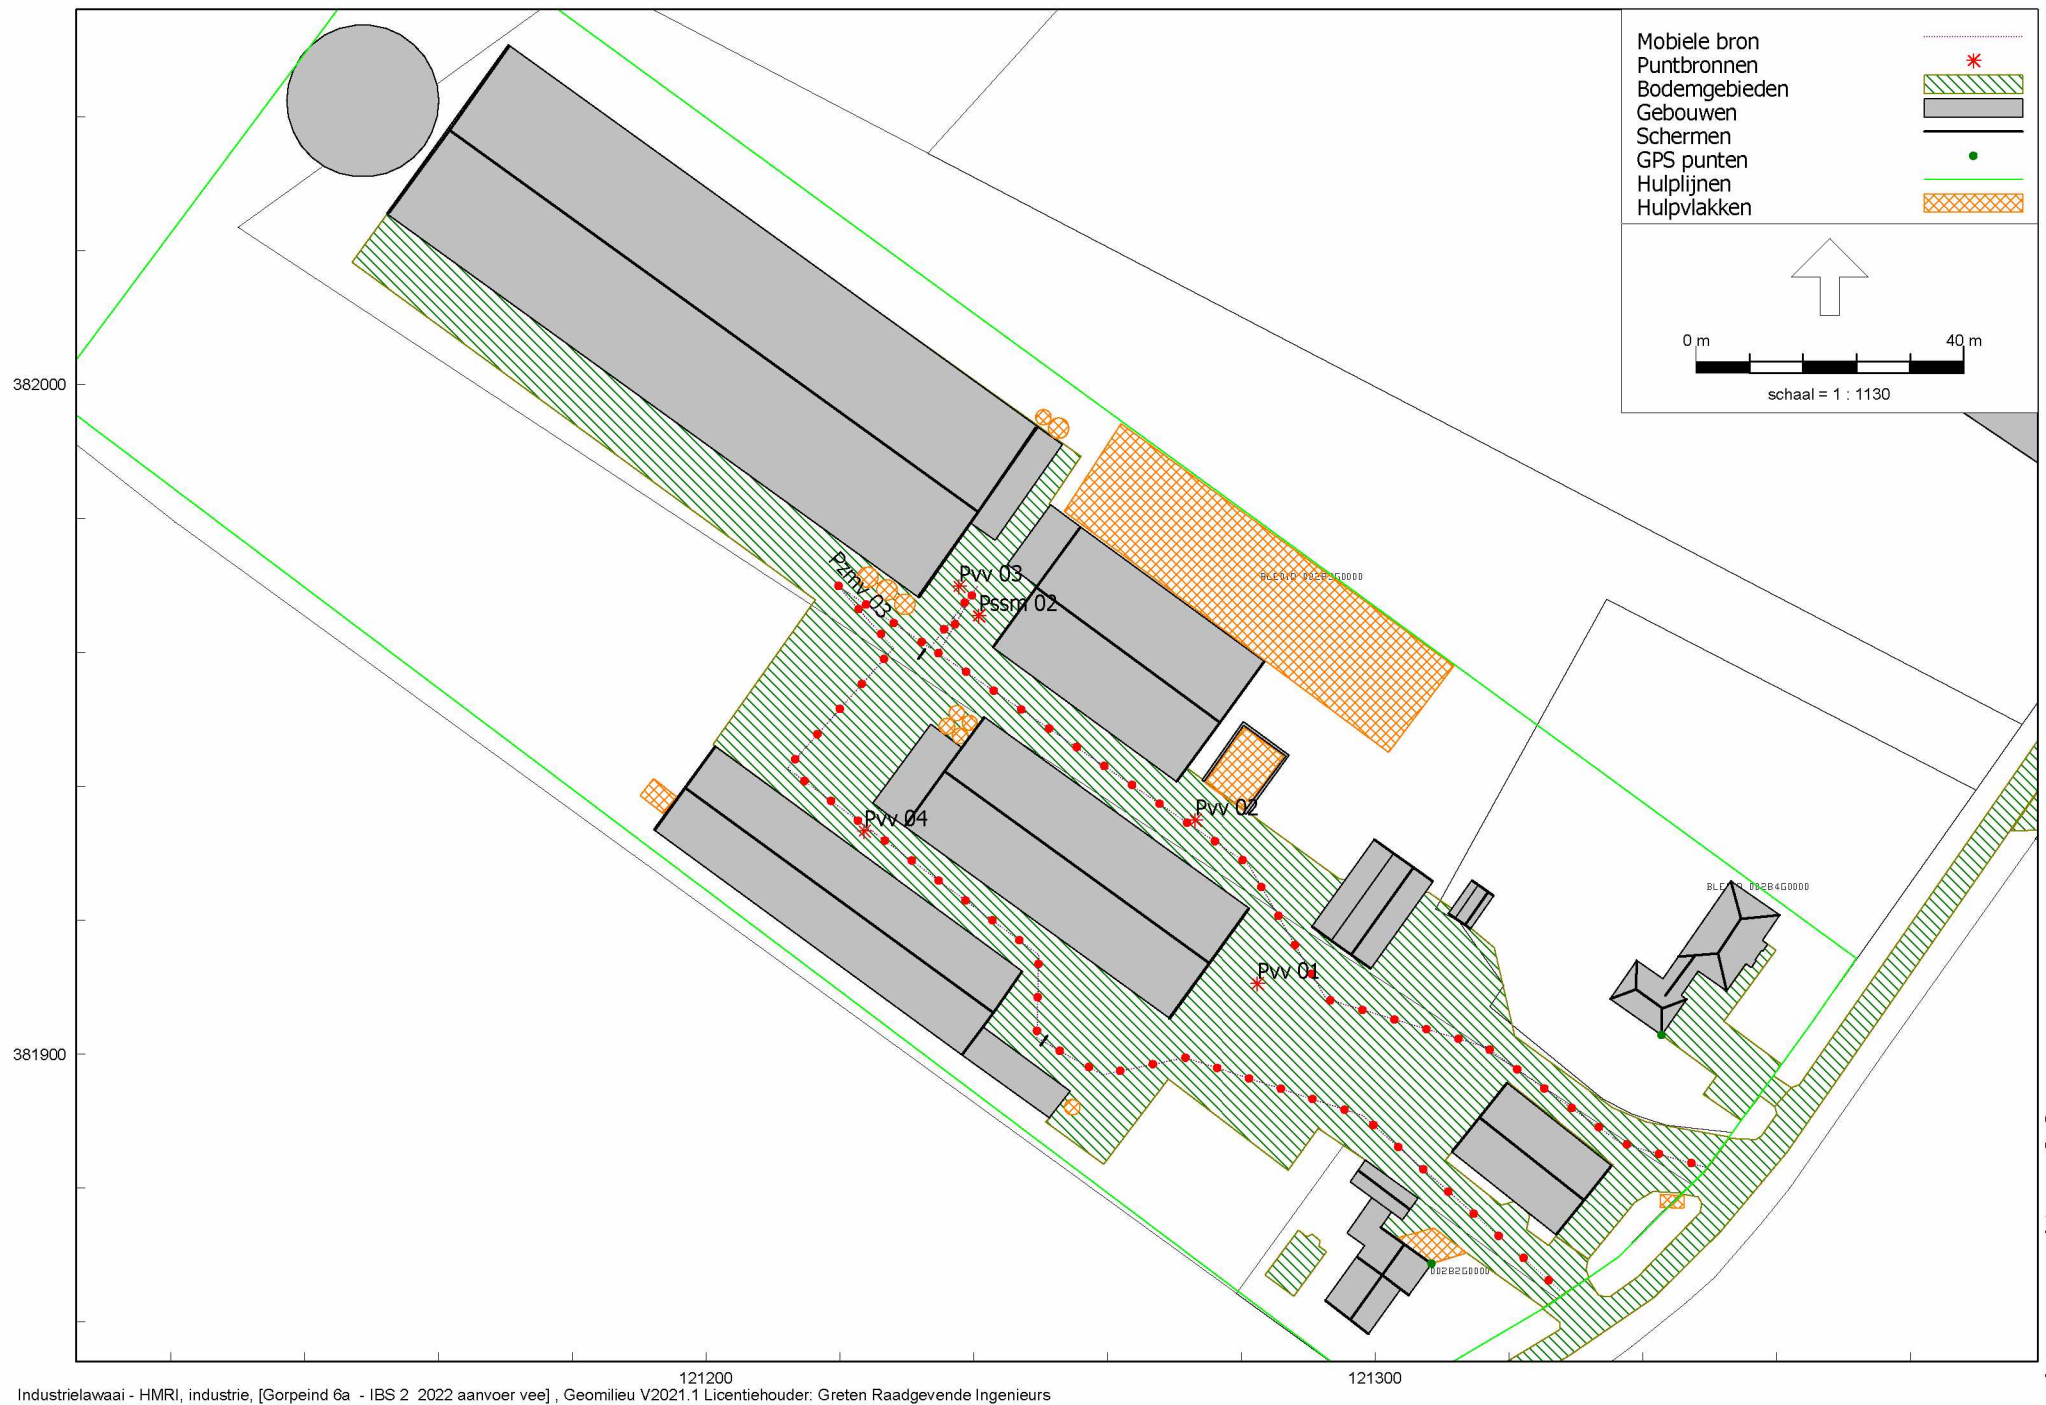 Mobiele bron
Puntbronnen
Bodemgebieden
Gebouwen
Schermen
GPS punten
Hulplijnen
Hulpvlakken
0 m
40 m
schaal = 1 : 1130
382000
Pzmv 03
Pvv 03
Pssm 02
Pvv 02
Pvv 04
Pvv 01
381900
121200
121300
Industrielawaai - HMRI, industrie, [Gorpeind 6a - IBS 2 2022 aanvoer vee] , Geomilieu V2021.1 Licentiehouder: Greten Raadgevende Ingenieurs